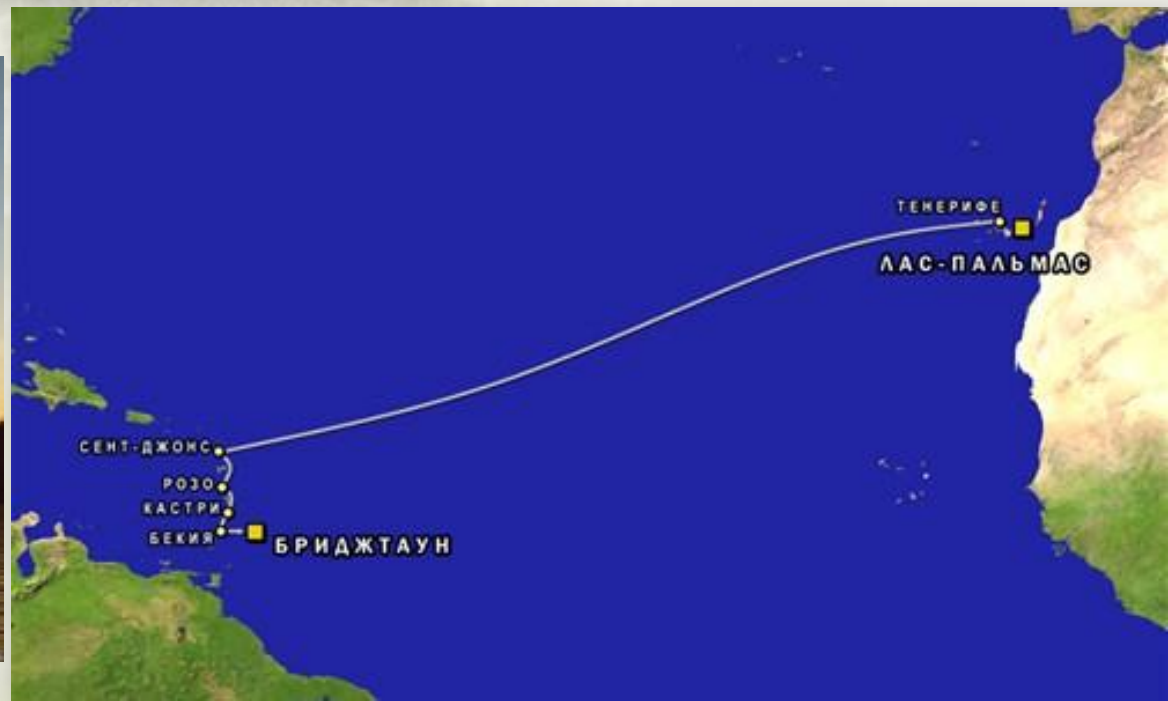 ТЕНЕРИФЕ
ЛАС-ПАЛЬМАС
СЕНТ-ДЖОНС
РОЗО
КАСТРИ
БЕКИЯ
БРИДЖТАУН